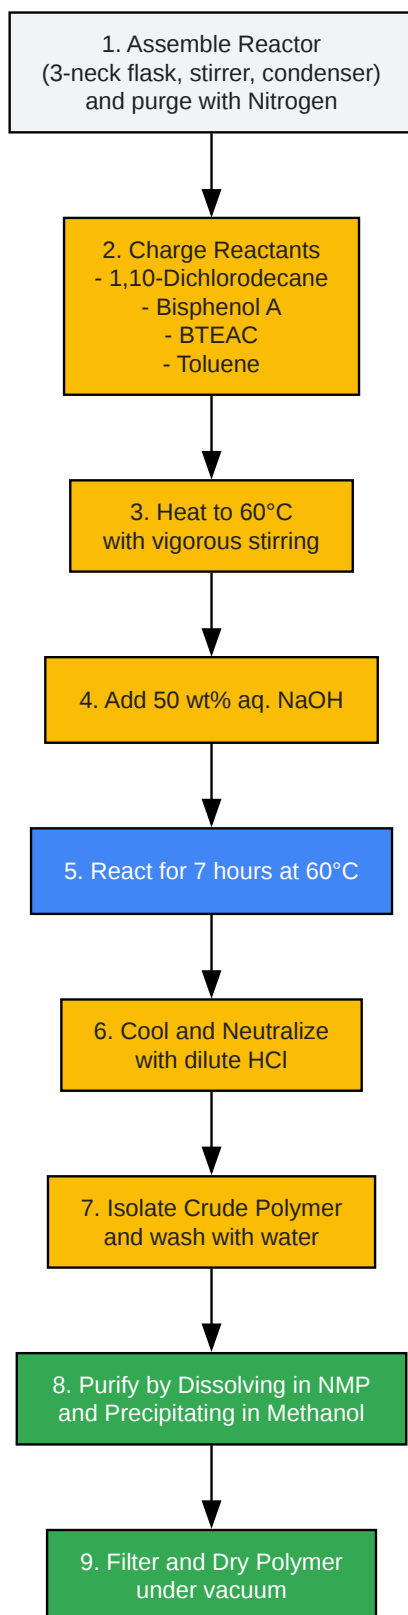 1. Assemble Reactor
(3-neck flask, stirrer, condenser)
and purge with Nitrogen
2. Charge Reactants
- 1,10-Dichlorodecane
- Bisphenol A
- BTEAC
- Toluene
3. Heat to 60°C
with vigorous stirring
4. Add 50 wt% aq. NaOH
5. React for 7 hours at 60°C
6. Cool and Neutralize
with dilute HCl
7. Isolate Crude Polymer
and wash with water
8. Purify by Dissolving in NMP
and Precipitating in Methanol
9. Filter and Dry Polymer
under vacuum